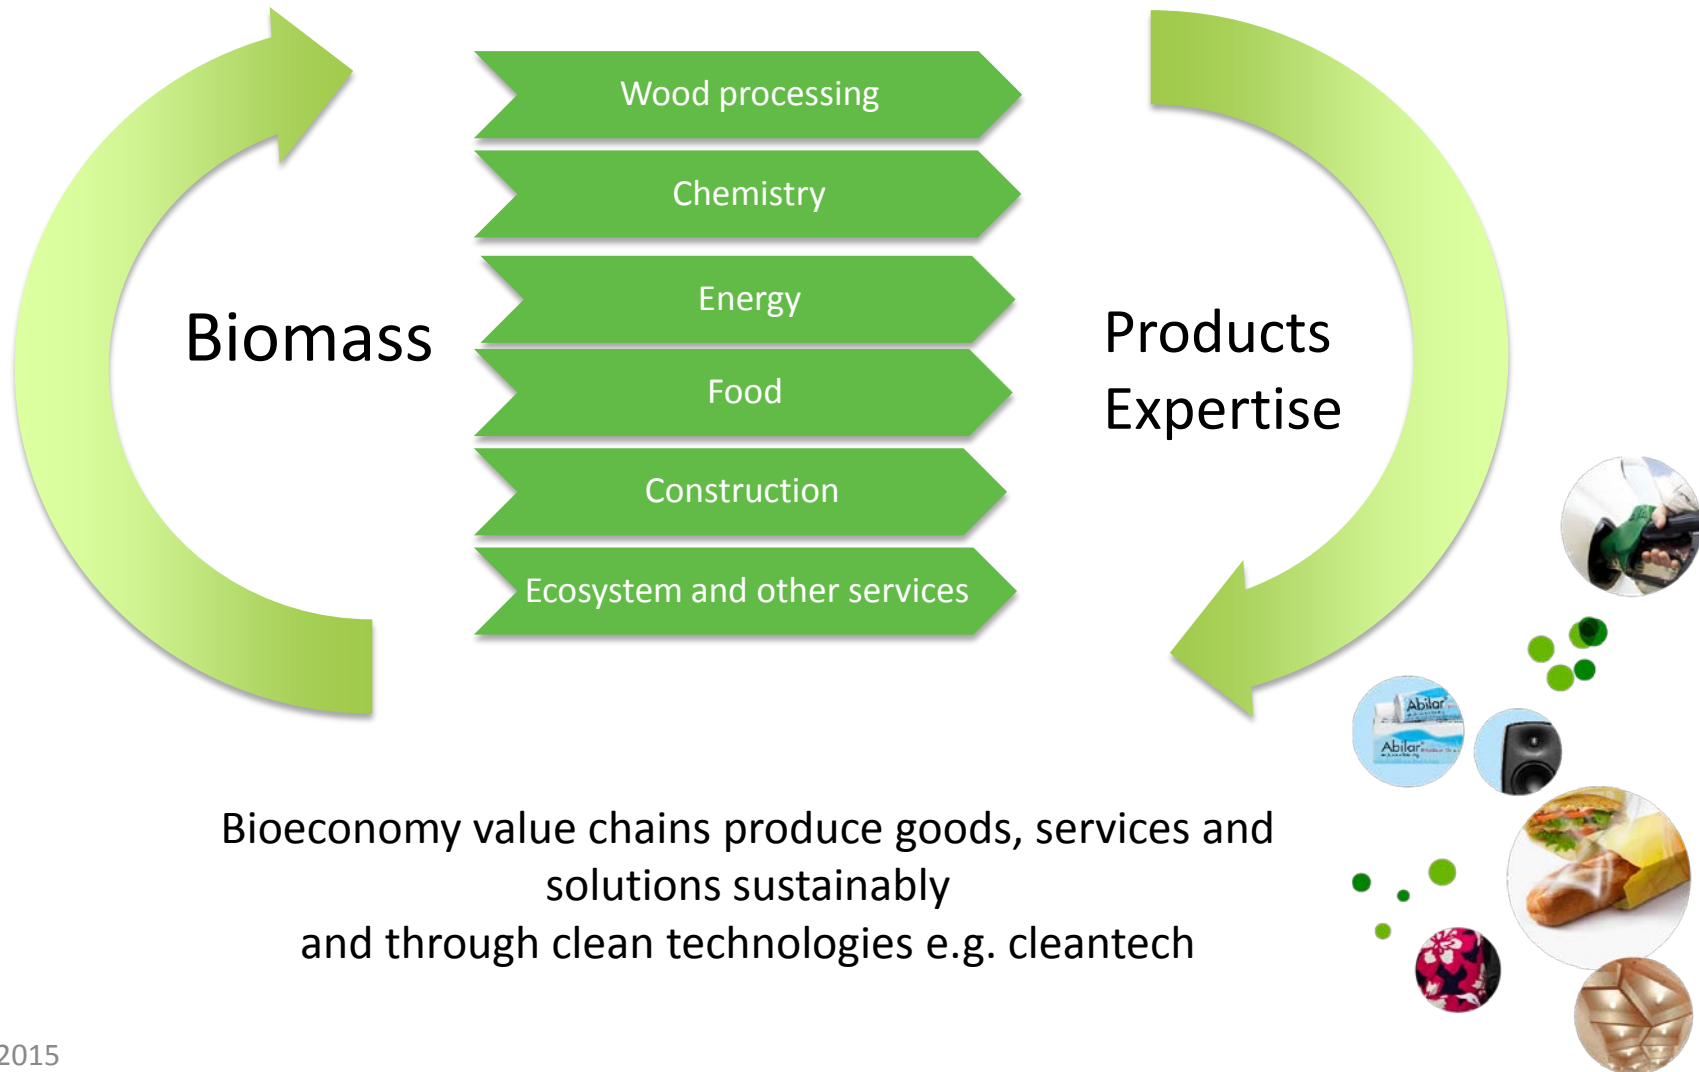 Wood processing
Chemistry
Energy
Food
Construction
Ecosystem and other services
Biomass
Products
Expertise
Abilar
Abilar
Bioeconomy value chains produce goods, services and
solutions sustainably
and through clean technologies e.g. cleantech
2015